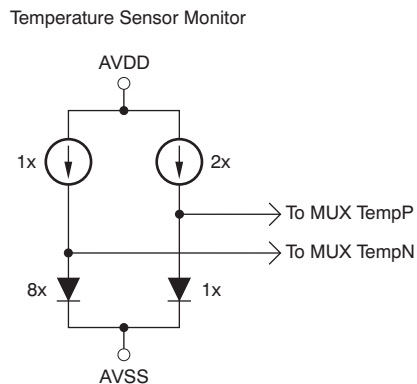 Temperature Sensor Monitor
AVDD
1x
2x
To MUX TempP
To MUX TempN
8x
1x
AVSS